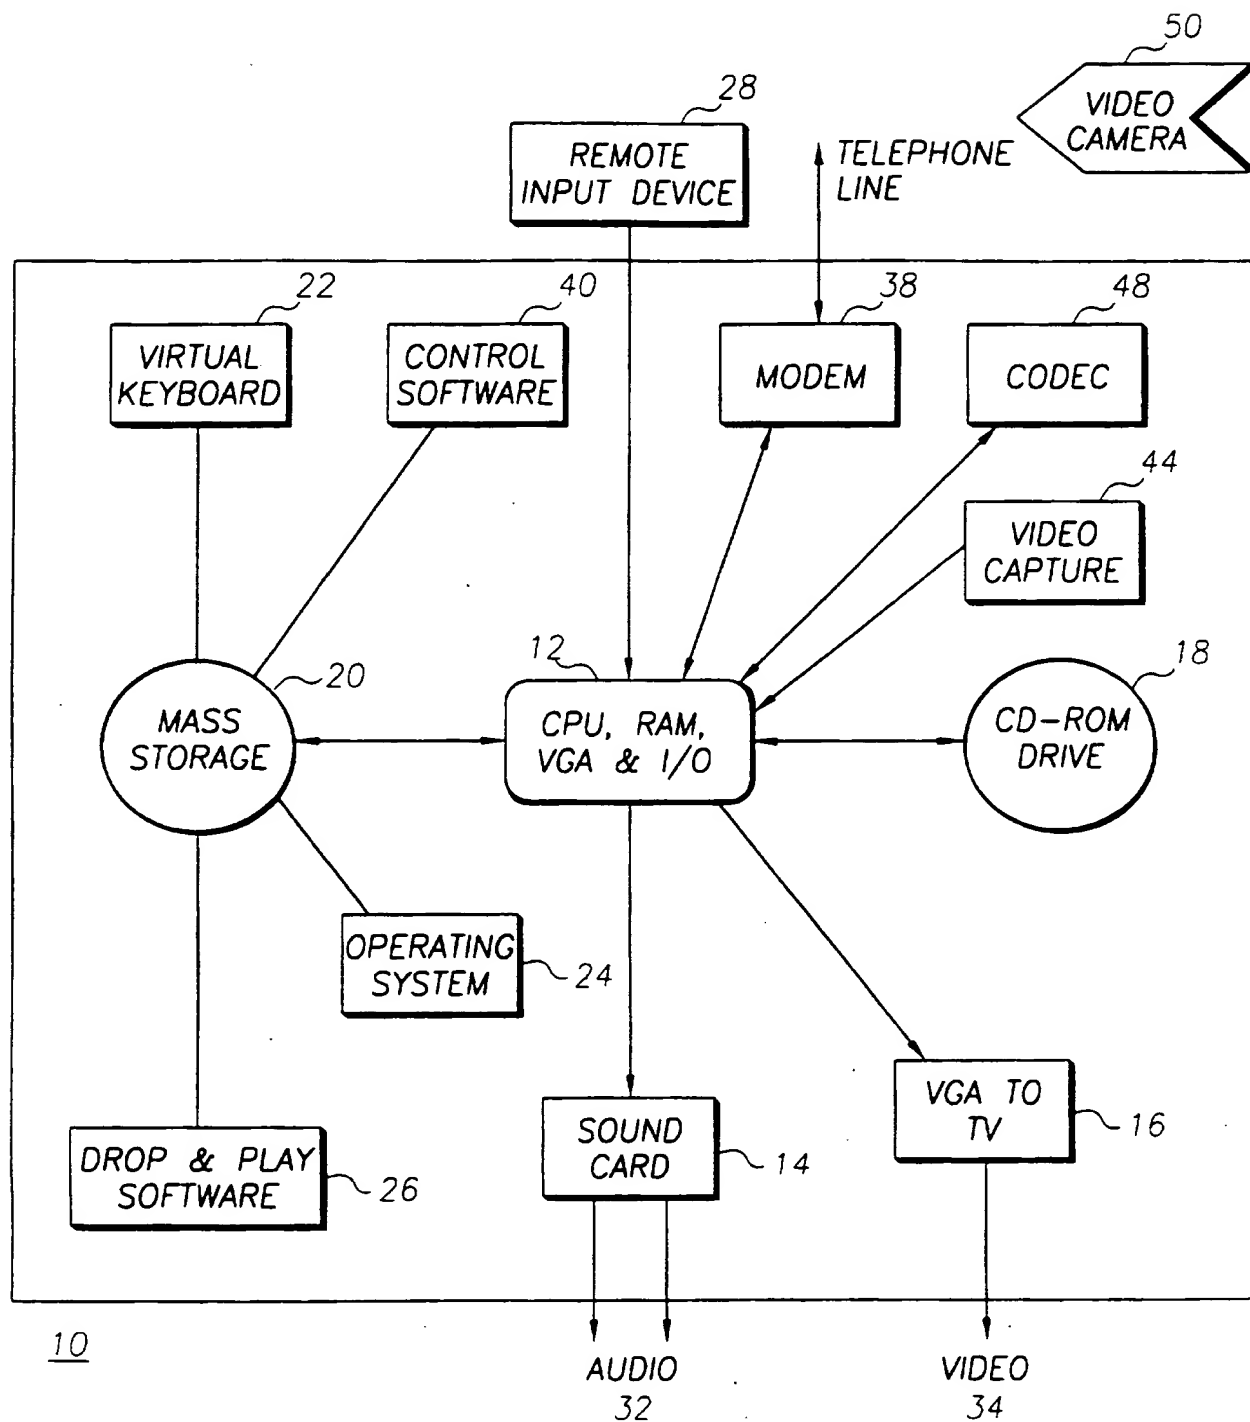 50
VIDEO
CAMERA
28
REMOTE
INPUT DEVICE
TELEPHONE
LINE
22
VIRTUAL
KEYBOARD
40
CONTROL
SOFTWARE
38
MODEM
48
CODEC
44
VIDEO
CAPTURE
20
MASS
STORAGE
12
CPU, RAM,
VGA & I/O
18
CD-ROM
DRIVE
OPERATING
SYSTEM
24
DROP & PLAY
SOFTWARE
26
SOUND
CARD
14
VGA TO
TV
16
10
AUDIO
32
VIDEO
34